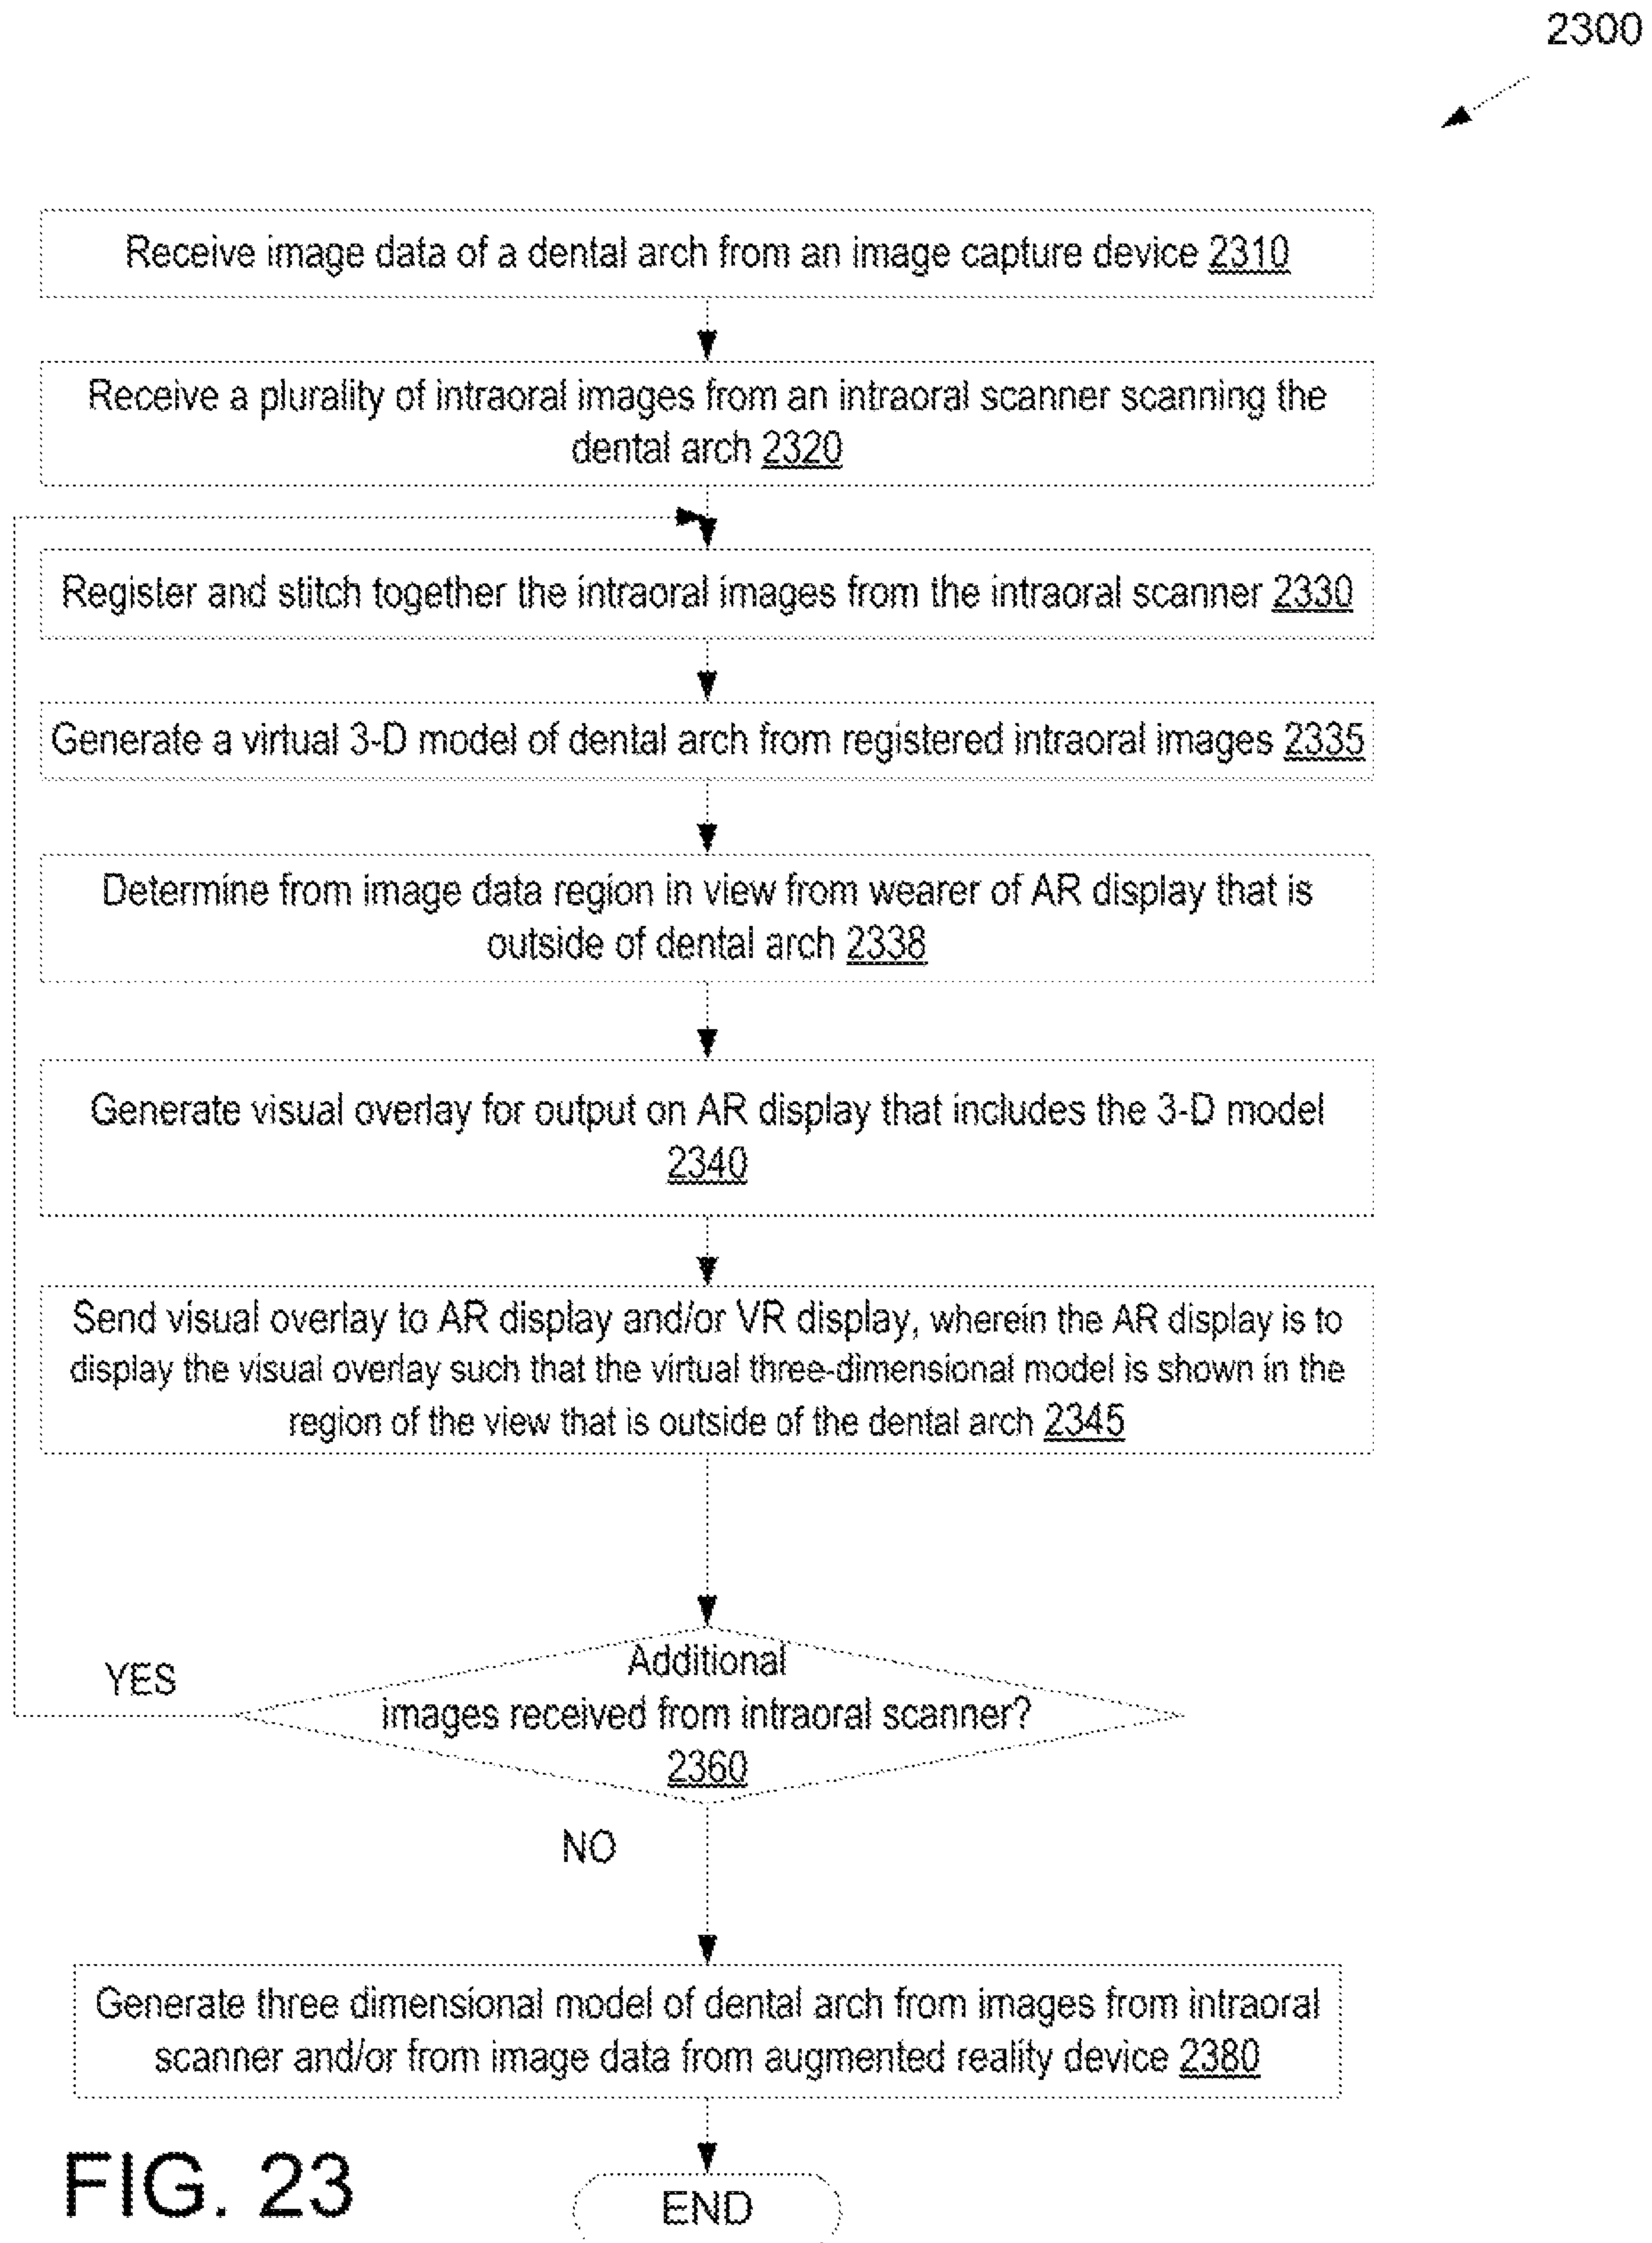 2300
Receive image data of a dental arch from an image capture device 2310
Receive a plurality of intraoral images from an intraoral scanner scanning the
dental arch 2320
Register and stitch together the intraoral images from the intraoral scanner 2330
Generate a virtual 3-D model of dental arch from registered intraoral images 2335
Determine from image data region in view from wearer of AR display that is
outside of dental arch 2338
Generate visual overlay for output on AR display that includes the 3-D model
2340
Send visual overlay to AR display and/or VR display, wherein the AR display is to
display the visual overlay such that the virtual three-dimensional model is shown in the
region of the view that is outside of the dental arch 2345
Additional
YES
images received from intraoral scanner?
2360
NO
Generate three dimensional model of dental arch from images from intraoral
scanner and/or from image data from augmented reality device 2380
FIG. 23
END